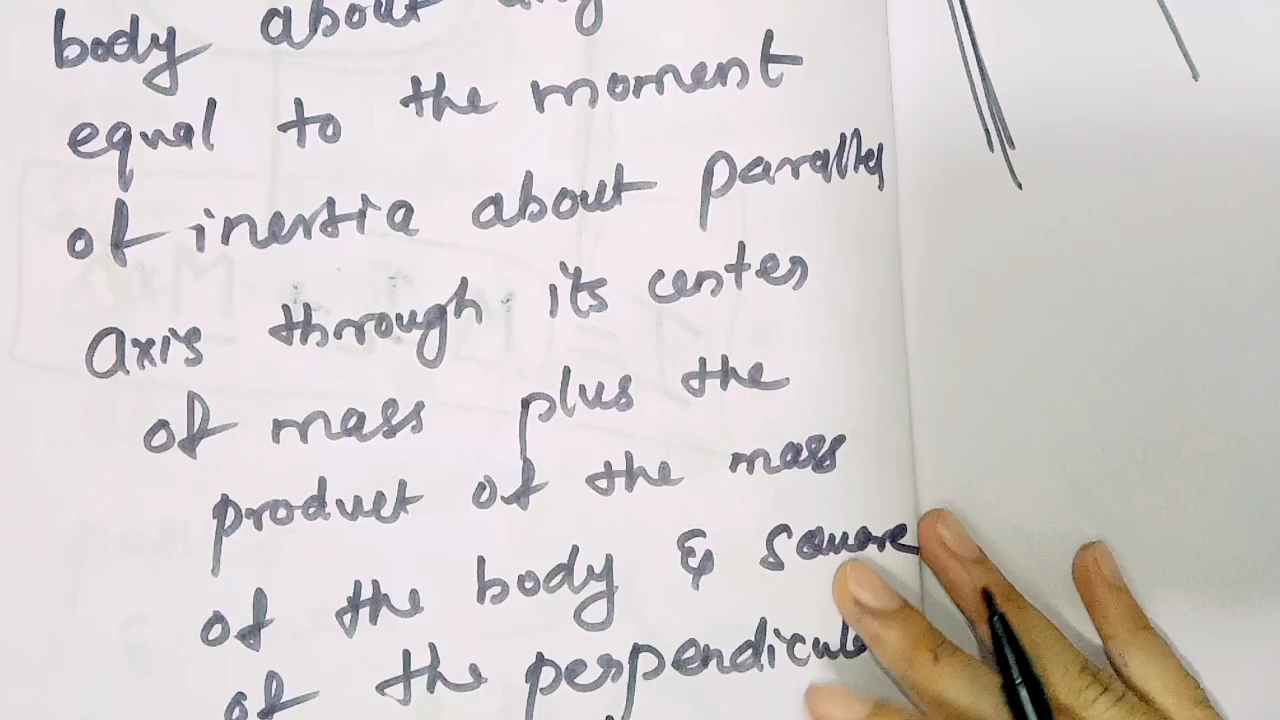 body about any
equal to the moment
of inertia about parallel
axis through its center
of mass plus the
product of the mass
of the body & square
of the